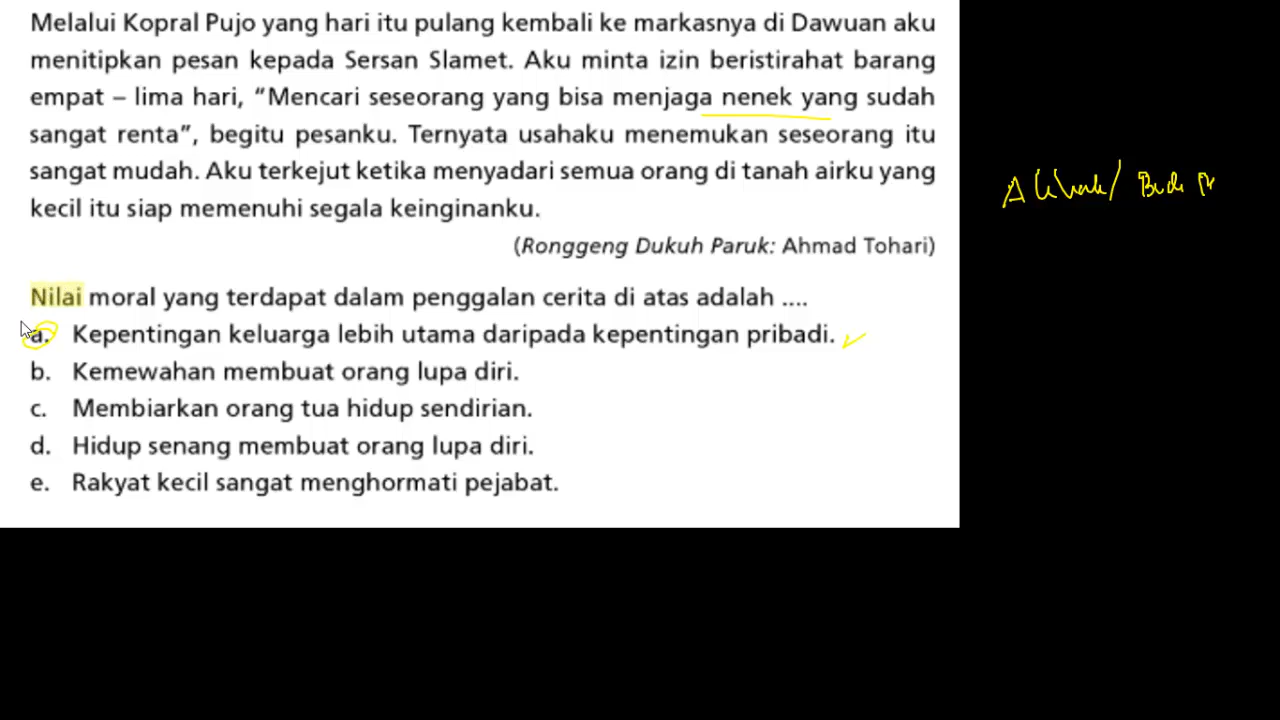 Melalui Kopral Pujo yang hari itu pulang kembali ke markasnya di Dawuan aku
menitipkan pesan kepada Sersan Slamet. Aku minta izin beristirahat barang
empat – lima hari, “Mencari seseorang yang bisa menjaga nenek yang sudah
sangat renta”, begitu pesanku. Ternyata usahaku menemukan seseorang itu
sangat mudah. Aku terkejut ketika menyadari semua orang di tanah airku yang
kecil itu siap memenuhi segala keinginanku.
(Ronggeng Dukuh Paruk: Ahmad Tohari)
Nilai moral yang terdapat dalam penggalan cerita di atas adalah ....
a. Kepentingan keluarga lebih utama daripada kepentingan pribadi.
b. Kemewahan membuat orang lupa diri.
c. Membiarkan orang tua hidup sendirian.
d. Hidup senang membuat orang lupa diri.
e. Rakyat kecil sangat menghormati pejabat.